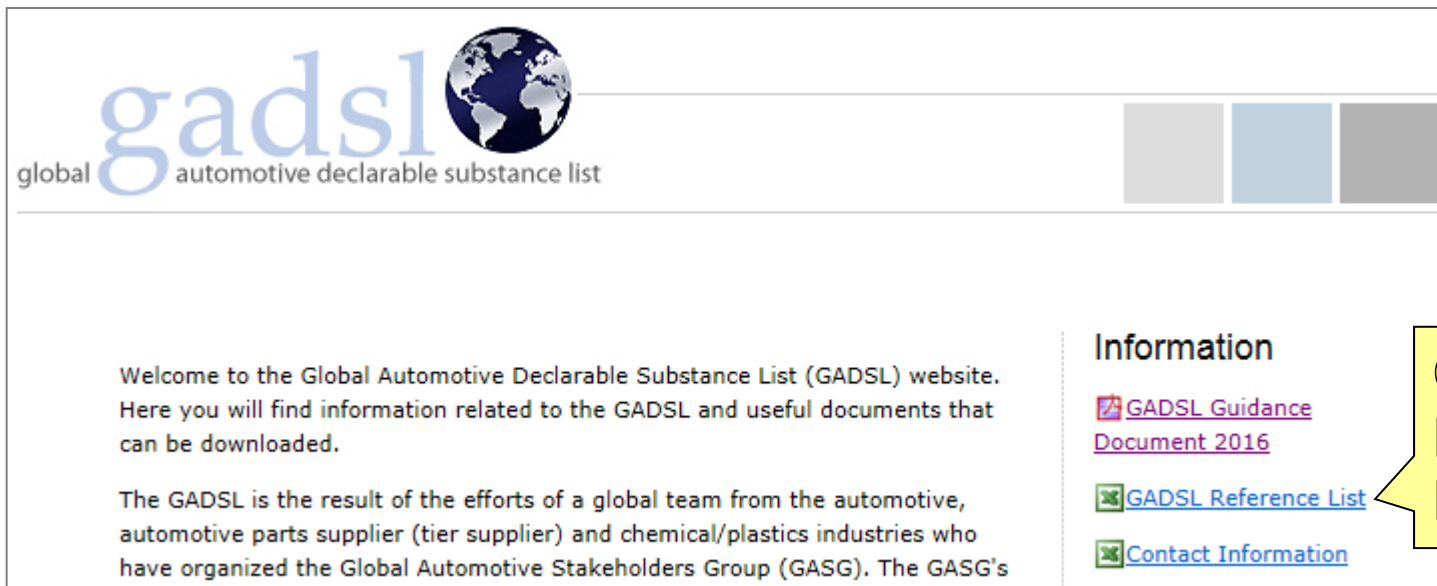 gadsl
global automotive declarable substance list
Welcome to the Global Automotive Declarable Substance List (GADSL) website.
Here you will find information related to the GADSL and useful documents that
can be downloaded.
The GADSL is the result of the efforts of a global team from the automotive,
automotive parts supplier (tier supplier) and chemical/plastics industries who
have organized the Global Automotive Stakeholders Group (GASG). The GASG's
Information
GADSL Guidance
Document 2016
GADSL Reference List
Contact Information